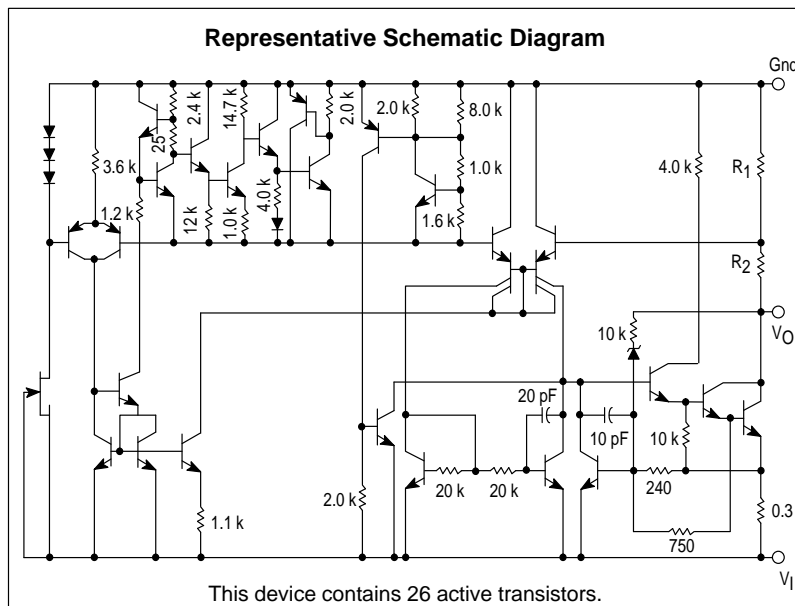 Representative Schematic Diagram
Gnd
2.4 k
14.7 k
2.0 k
2.0 k
8.0 k
25
3.6 k
4.0 k
R1
1.0 k
4.0 k
1.2 k
12 k
1.0 k
1.6 k
R2
10 k
VO
20 pF
10 pF
10 k
20 k
20 k
240
2.0 k
0.3
1.1 k
750
VI
This device contains 26 active transistors.